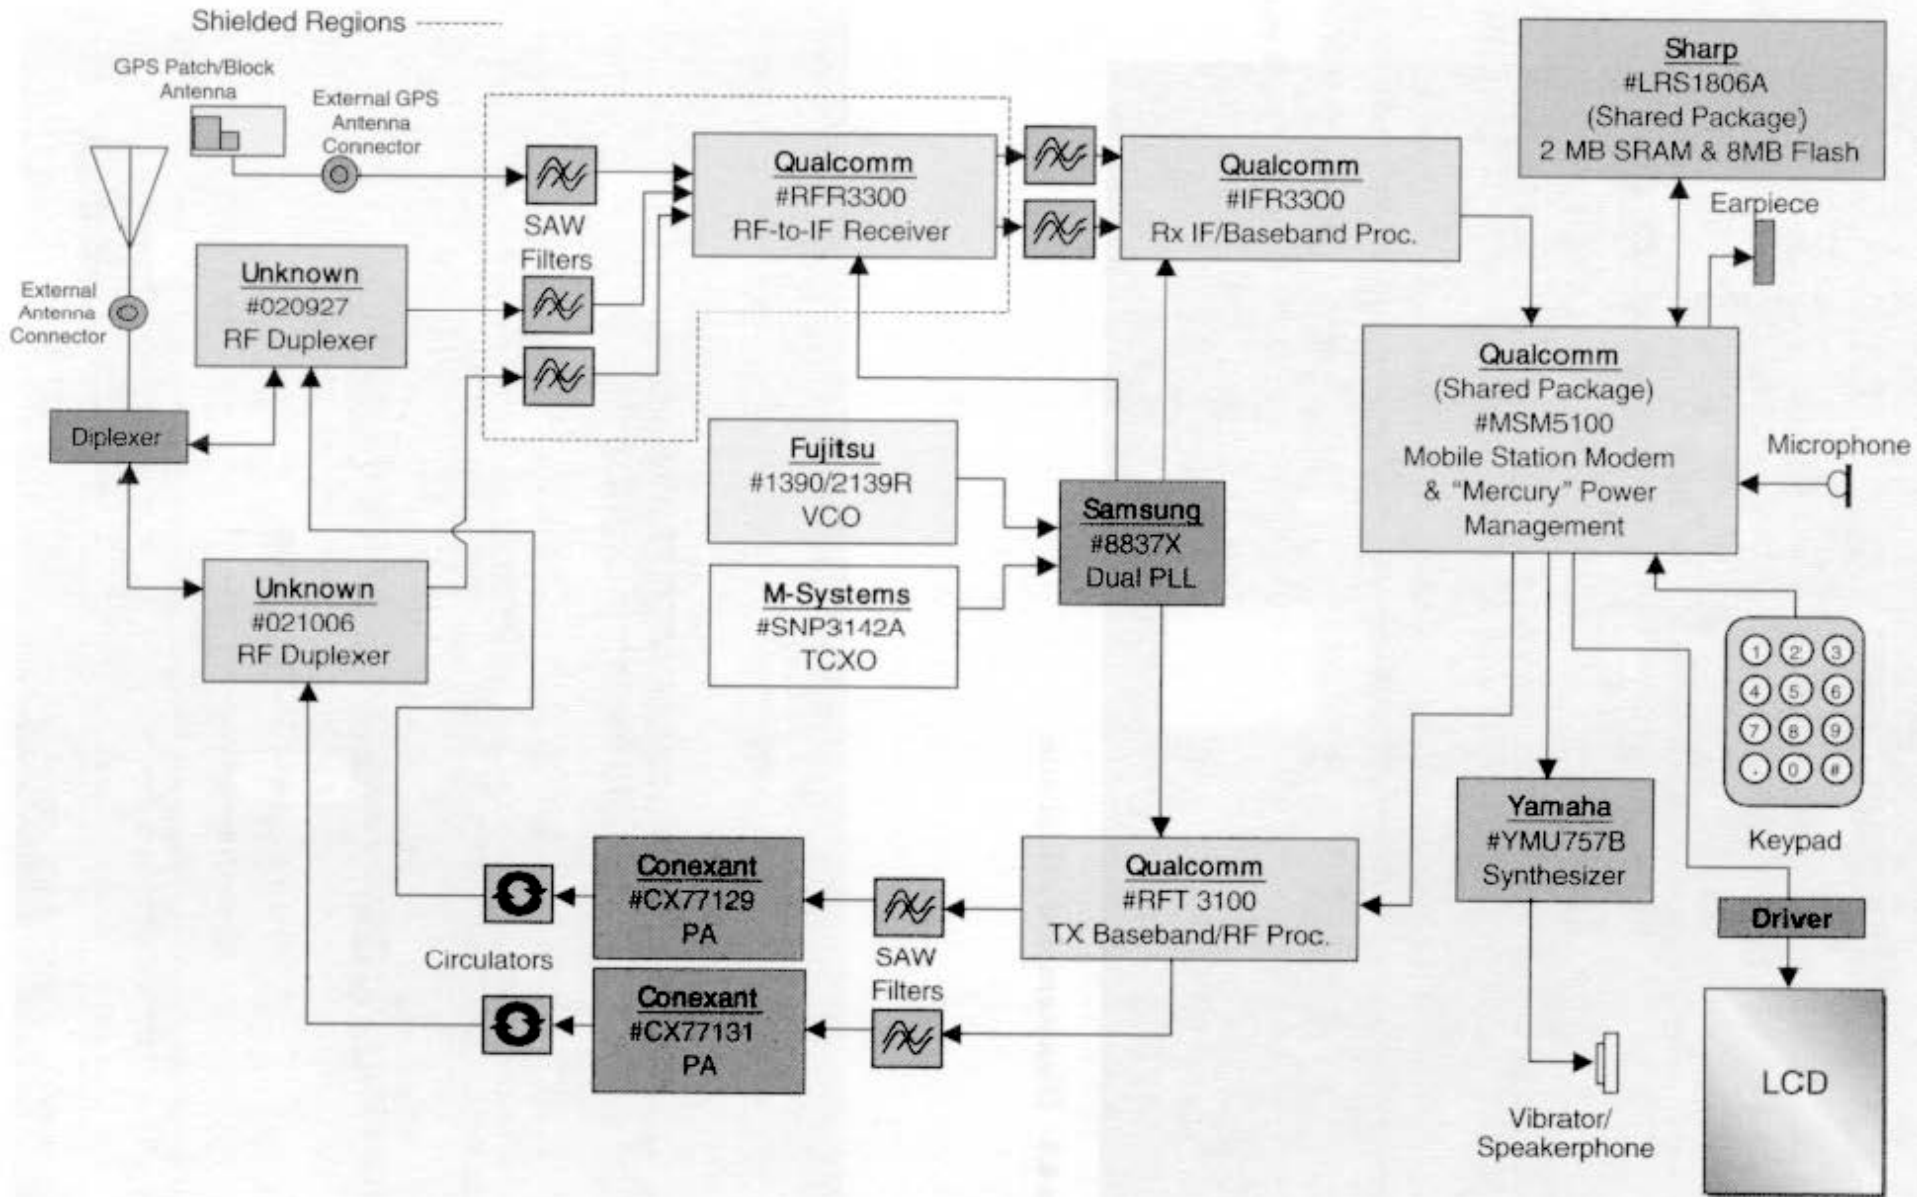 Shielded Regions
GPS Patch/Block
Antenna
External GPS
Antenna
Connector
External
Antenna
Connector
Diplexer
Unknown
#020927
RF Duplexer
Unknown
#021006
RF Duplexer
SAW
Filters
Qualcomm
#RFR3300
RF-to-IF Receiver
Qualcomm
#IFR3300
Rx IF/Baseband Proc.
Sharp
#LRS1806A
(Shared Package)
2 MB SRAM & 8MB Flash
Earpiece
Qualcomm
(Shared Package)
#MSM5100
Mobile Station Modem
& “Mercury” Power
Management
Microphone
Fujitsu
#1390/2139R
VCO
M-Systems
#SNP3142A
TCXO
Samsung
#8837X
Dual PLL
1 2 3
4 5 6
7 8 9
. 0 #
Keypad
Yamaha
#YMU757B
Synthesizer
Driver
LCD
Vibrator/
Speakerphone
Qualcomm
#RFT 3100
TX Baseband/RF Proc.
SAW
Filters
Conexant
#CX77129
PA
Conexant
#CX77131
PA
Circulators